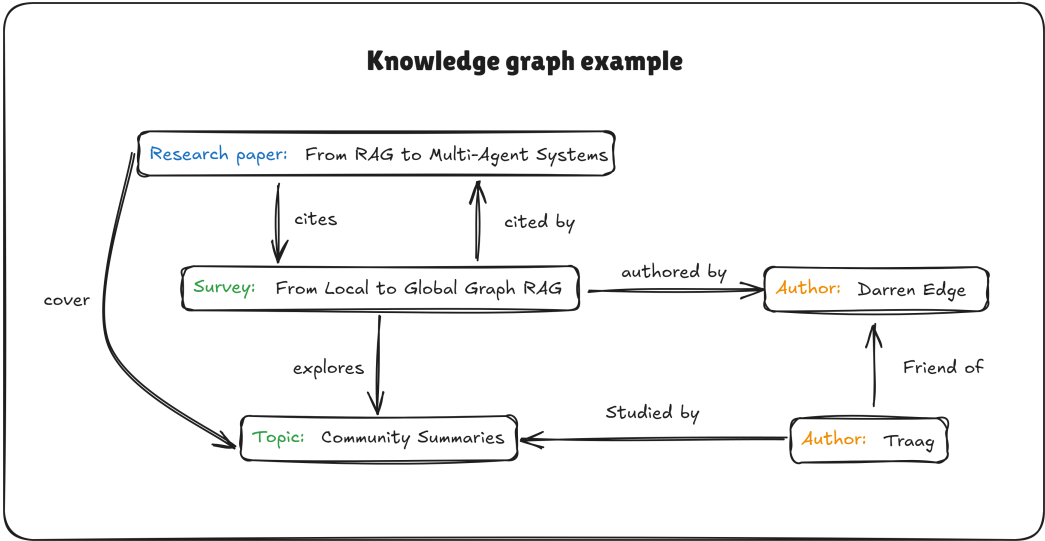 Knowledge graph example
Research paper: From RAG to Multi-Agent Systems
cites
cited by
Survey: From Local to Global Graph RAG
authored by
Author: Darren Edge
cover
explores
Friend of
Topic: Community Summaries
Studied by
Author: Traag